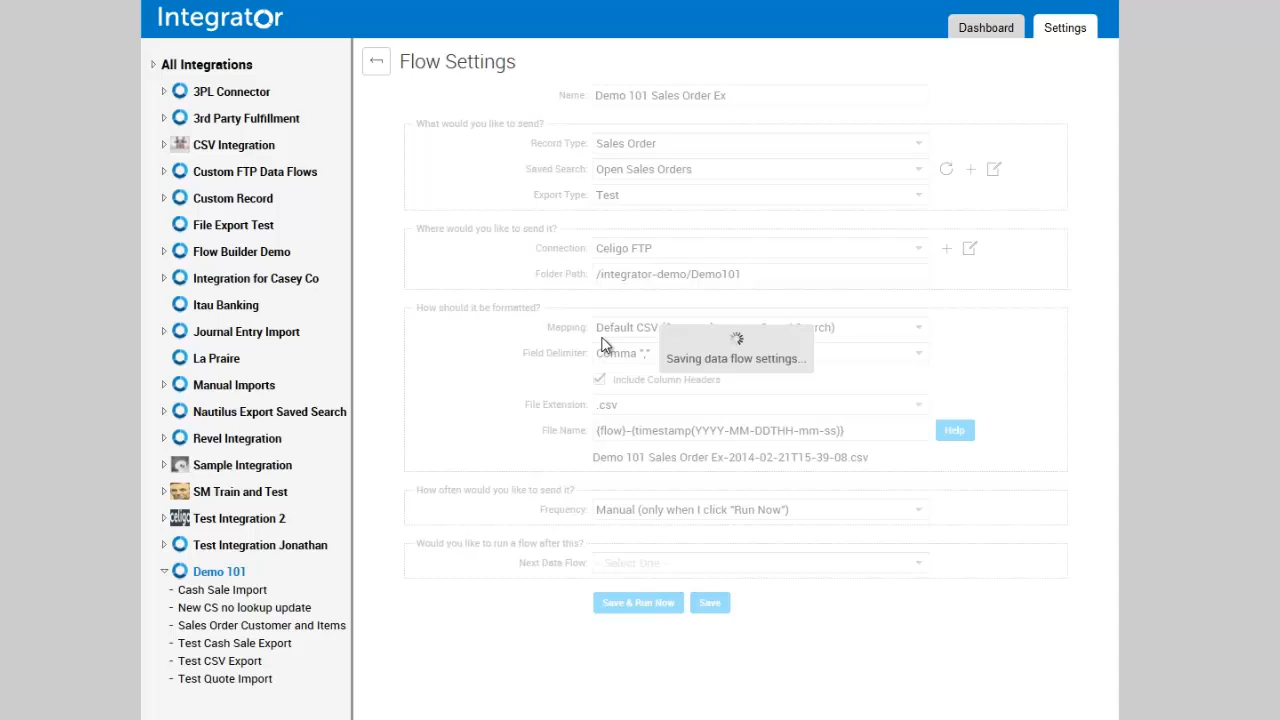 Integrator
Dashboard
Settings
All Integrations
3PL Connector
3rd Party Fulfillment
CSV Integration
Custom FTP Data Flows
Custom Record
File Export Test
Flow Builder Demo
Integration for Casey Co
Itau Banking
Journal Entry Import
La Praire
Manual Imports
Nautilus Export Saved Search
Revel Integration
Sample Integration
SM Train and Test
celigo
Test Integration 2
Test Integration Jonathan
Demo 101
- Cash Sale Import
- New CS no lookup update
- Sales Order Customer and Items
- Test Cash Sale Export
- Test CSV Export
- Test Quote Import
Flow Settings
Name: Demo 101 Sales Order Ex
What would you like to send?
Record Type: Sales Order
Saved Search: Open Sales Orders
Export Type: Test
Where would you like to send it?
Connection: Celigo FTP
Folder Path: /integrator-demo/Demo101
How should it be formatted?
Mapping: Default CSV
Saving data flow settings...
Field Delimiter: Comma ","
Include Column Headers
File Extension: .csv
File Name: {flow}-{timestamp(YYYY-MM-DDTHH-mm-ss)}
Help
Demo 101 Sales Order Ex-2014-02-21T15-39-08.csv
How often would you like to send it?
Frequency: Manual (only when I click "Run Now")
Would you like to run a flow after this?
Next Data Flow: - Select One -
Save & Run Now
Save